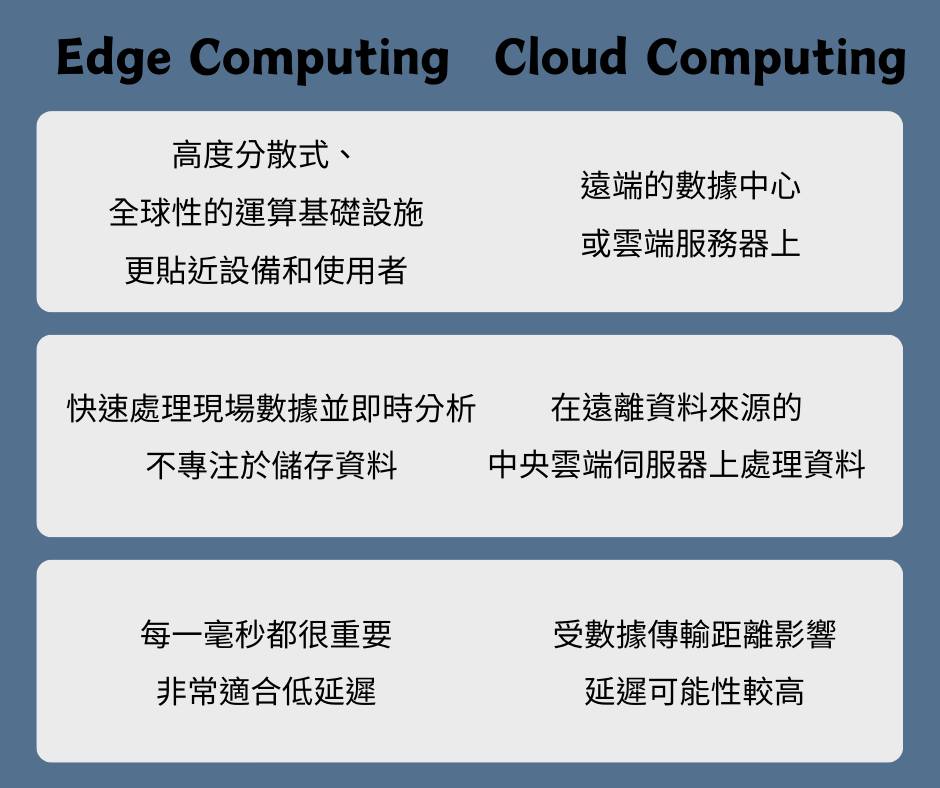 Edge Computing
Cloud Computing
高度分散式、
全球性的運算基礎設施
更貼近設備和使用者
遠端的數據中心
或雲端服務器上
快速處理現場數據並即時分析
不專注於儲存資料
在遠離資料來源的
中央雲端伺服器上處理資料
每一毫秒都很重要
非常適合低延遲
受數據傳輸距離影響
延遲可能性較高